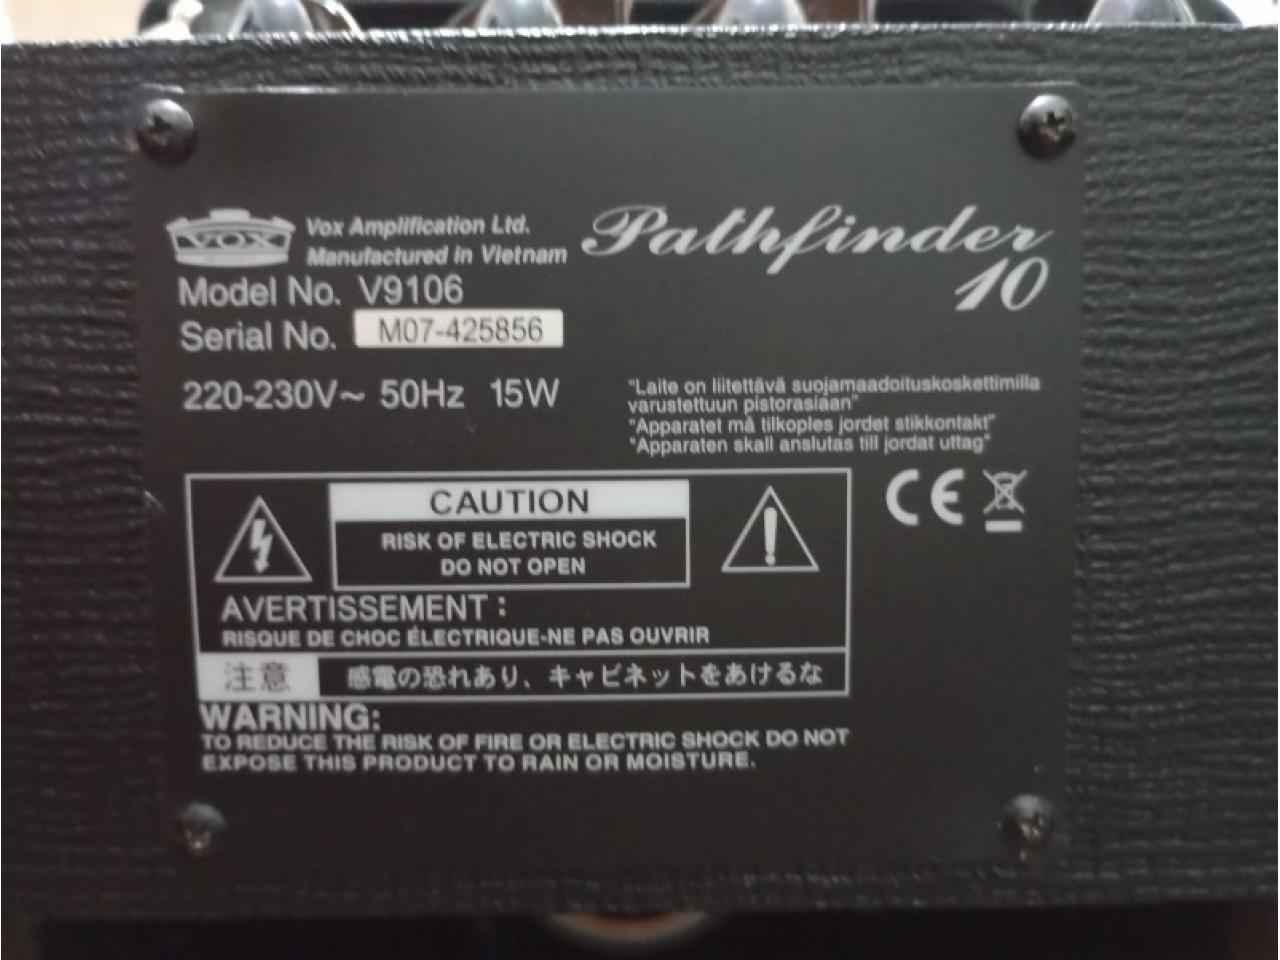 VOX
Vox Amplification Ltd.
Manufactured in Vietnam
Pathfinder
10
Model No. V9106
Serial No. M07-425856
220-230V~ 50Hz 15W
"Laite on liitettävä suojamaadoituskoskettimilla
varustettuun pistorasiaan"
"Apparatet må tilkoples jordet stikkontakt"
"Apparaten skall anslutas till jordat uttag"
CAUTION
RISK OF ELECTRIC SHOCK
DO NOT OPEN
CE
AVERTISSEMENT :
RISQUE DE CHOC ÉLECTRIQUE-NE PAS OUVRIR
注意 感電の恐れあり、キャビネットをあけるな
WARNING:
TO REDUCE THE RISK OF FIRE OR ELECTRIC SHOCK DO NOT
EXPOSE THIS PRODUCT TO RAIN OR MOISTURE.